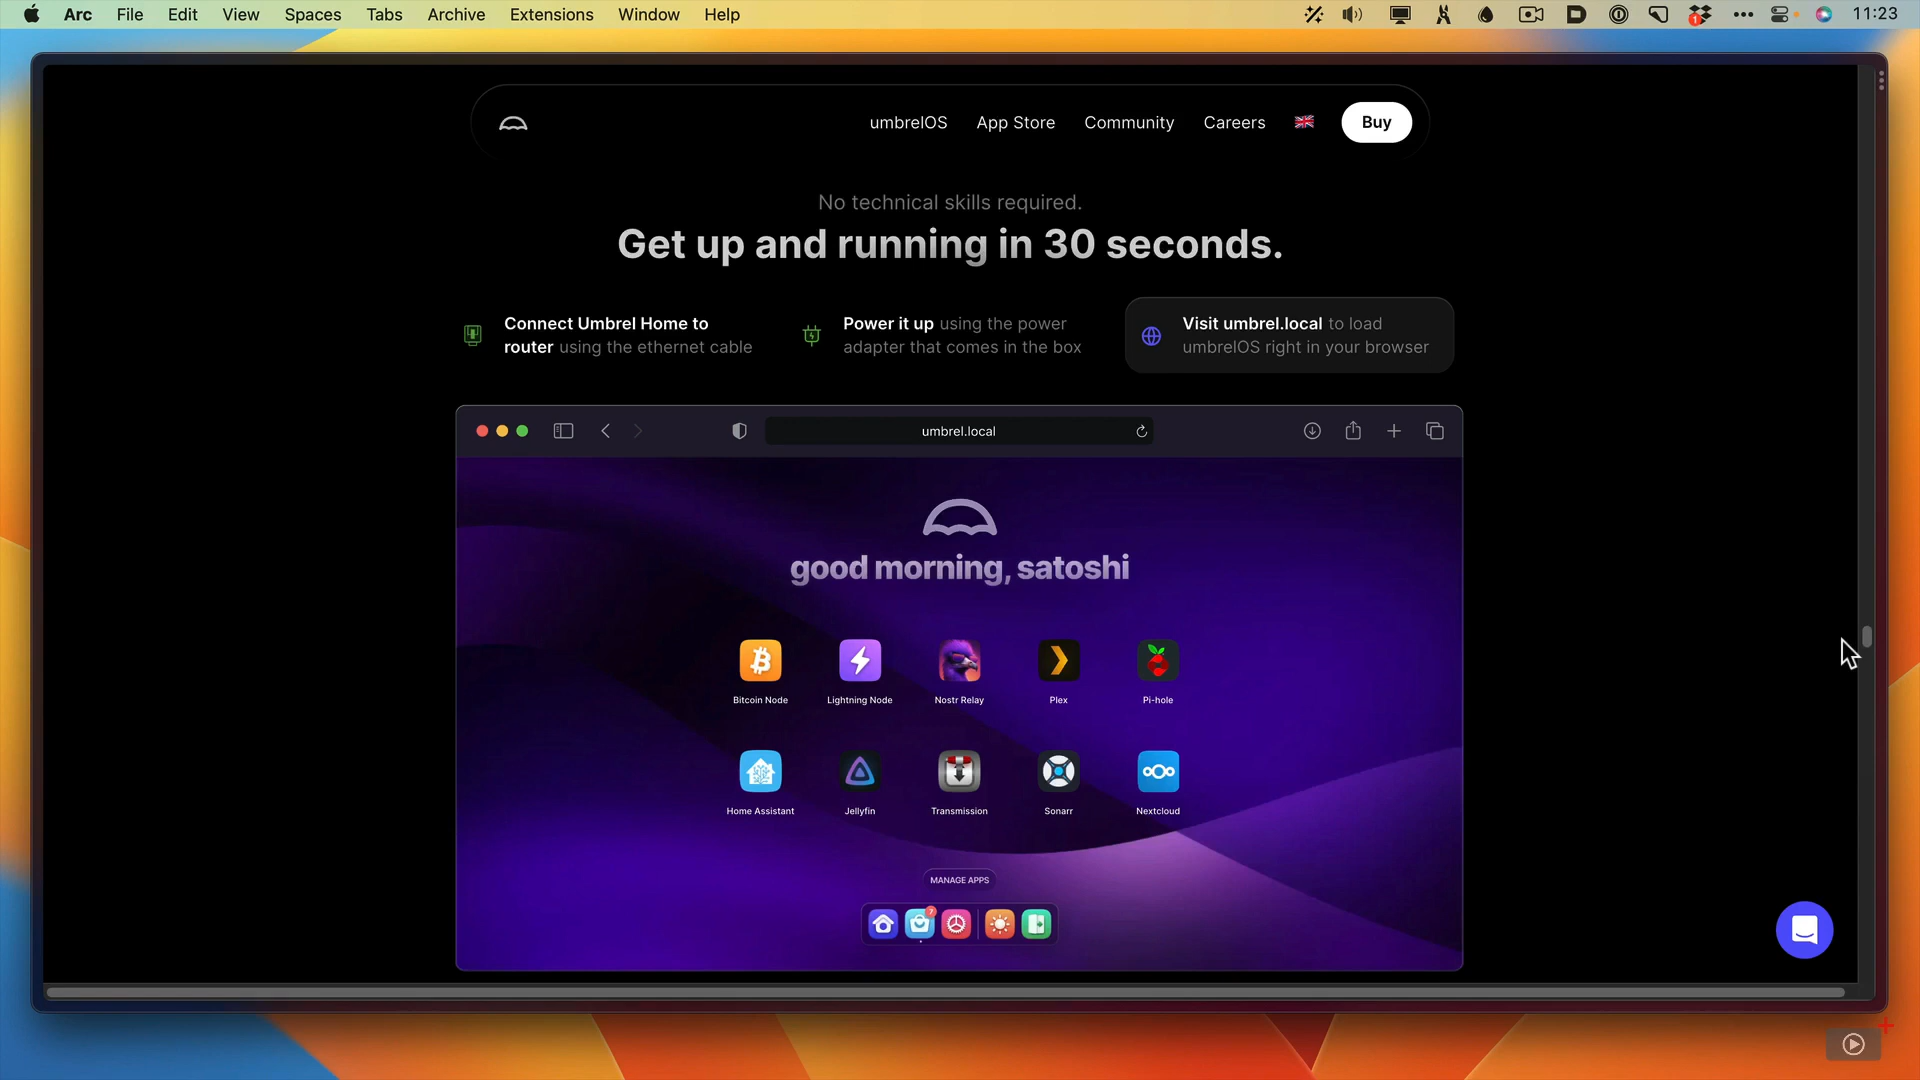 Arc File Edit View Spaces Tabs Archive Extensions Window Help 1 11:23
umbrelOS App Store Community Careers Buy
No technical skills required.
Get up and running in 30 seconds.
Connect Umbrel Home to
router using the ethernet cable
Power it up using the power
adapter that comes in the box
Visit umbrel.local to load
umbrelOS right in your browser
umbrel.local
good morning, satoshi
Bitcoin Node Lightning Node Nostr Relay Plex Pi-hole
Home Assistant Jellyfin Transmission Sonarr Nextcloud
MANAGE APPS
7